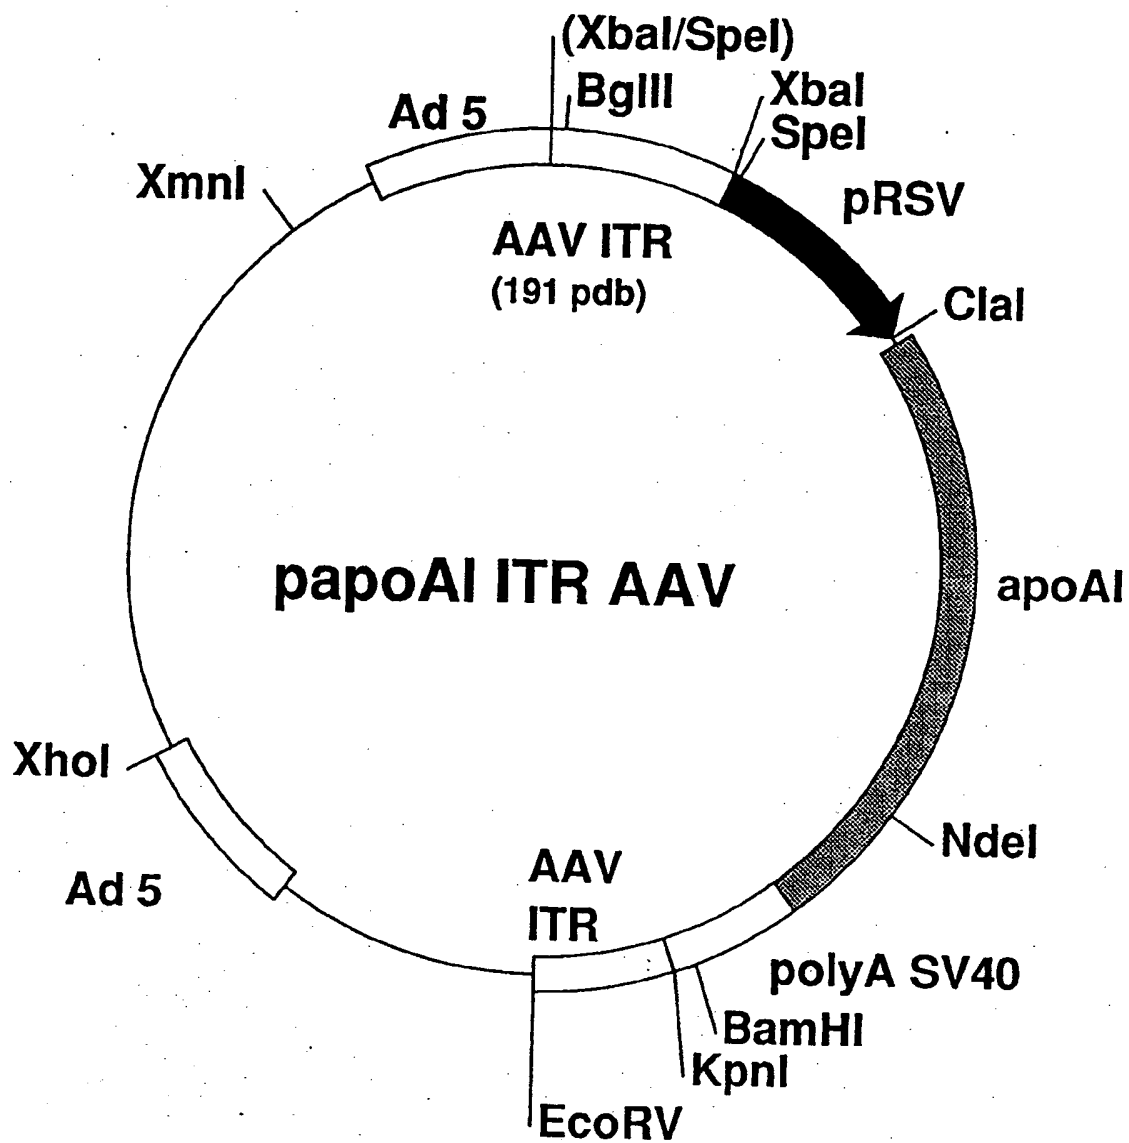 (XbaI/SpeI)
BglII
Ad 5
XbaI
SpeI
XmnI
pRSV
AAV ITR
(191 pdb)
ClaI
papoAI ITR AAV
apoAI
XhoI
NdeI
AAV
ITR
Ad 5
polyA SV40
BamHI
KpnI
EcoRV